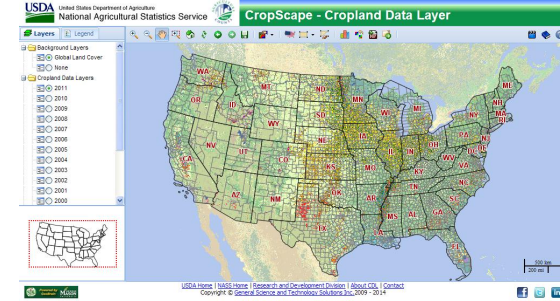 USDA United States Department of Agriculture
National Agricultural Statistics Service
CropScape - Cropland Data Layer
Layers Legend
Background Layers
Global Land Cover
None
Cropland Data Layers
2011
2010
2009
2008
2007
2006
2005
2004
2003
2002
2001
2000
WA
MT
ND
MN
ME
OR
ID
SD
WI
MI
NY
NH
MA
RI
WY
IA
PA
NJ
NV
UT
NE
IL
IN
OH
DE
DC
CA
CO
KS
MO
WV
VA
KY
AZ
NM
OK
AR
TN
NC
SC
TX
LA
MS
AL
GA
FL
500 km
200 mi
USDA Home | NASS Home | Research and Development Division | About CDL | Contact
Copyright © General Science and Technology Solutions Inc. 2009 - 2014